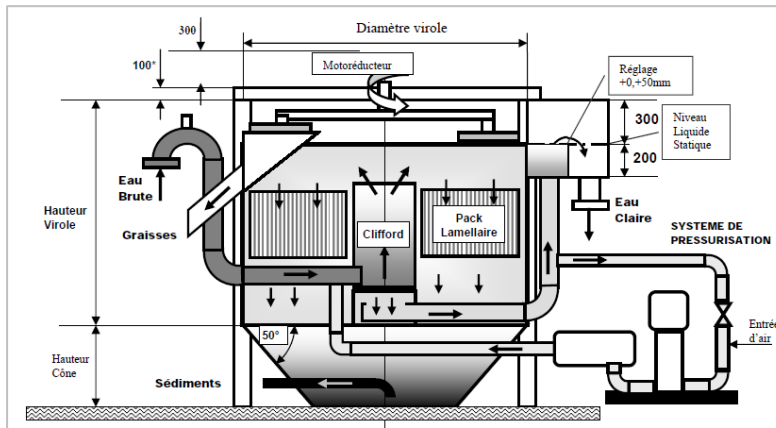 300
Diamètre virole
100*
Motoréducteur
Réglage
+0,+50mm
300
Niveau
Liquide
Statique
200
Eau
Brute
Graisses
Hauteur
Virole
Clifford
Pack
Lamellaire
Eau
Claire
SYSTEME DE
PRESSURISATION
50°
Entrée
d'air
Hauteur
Cône
Sédiments